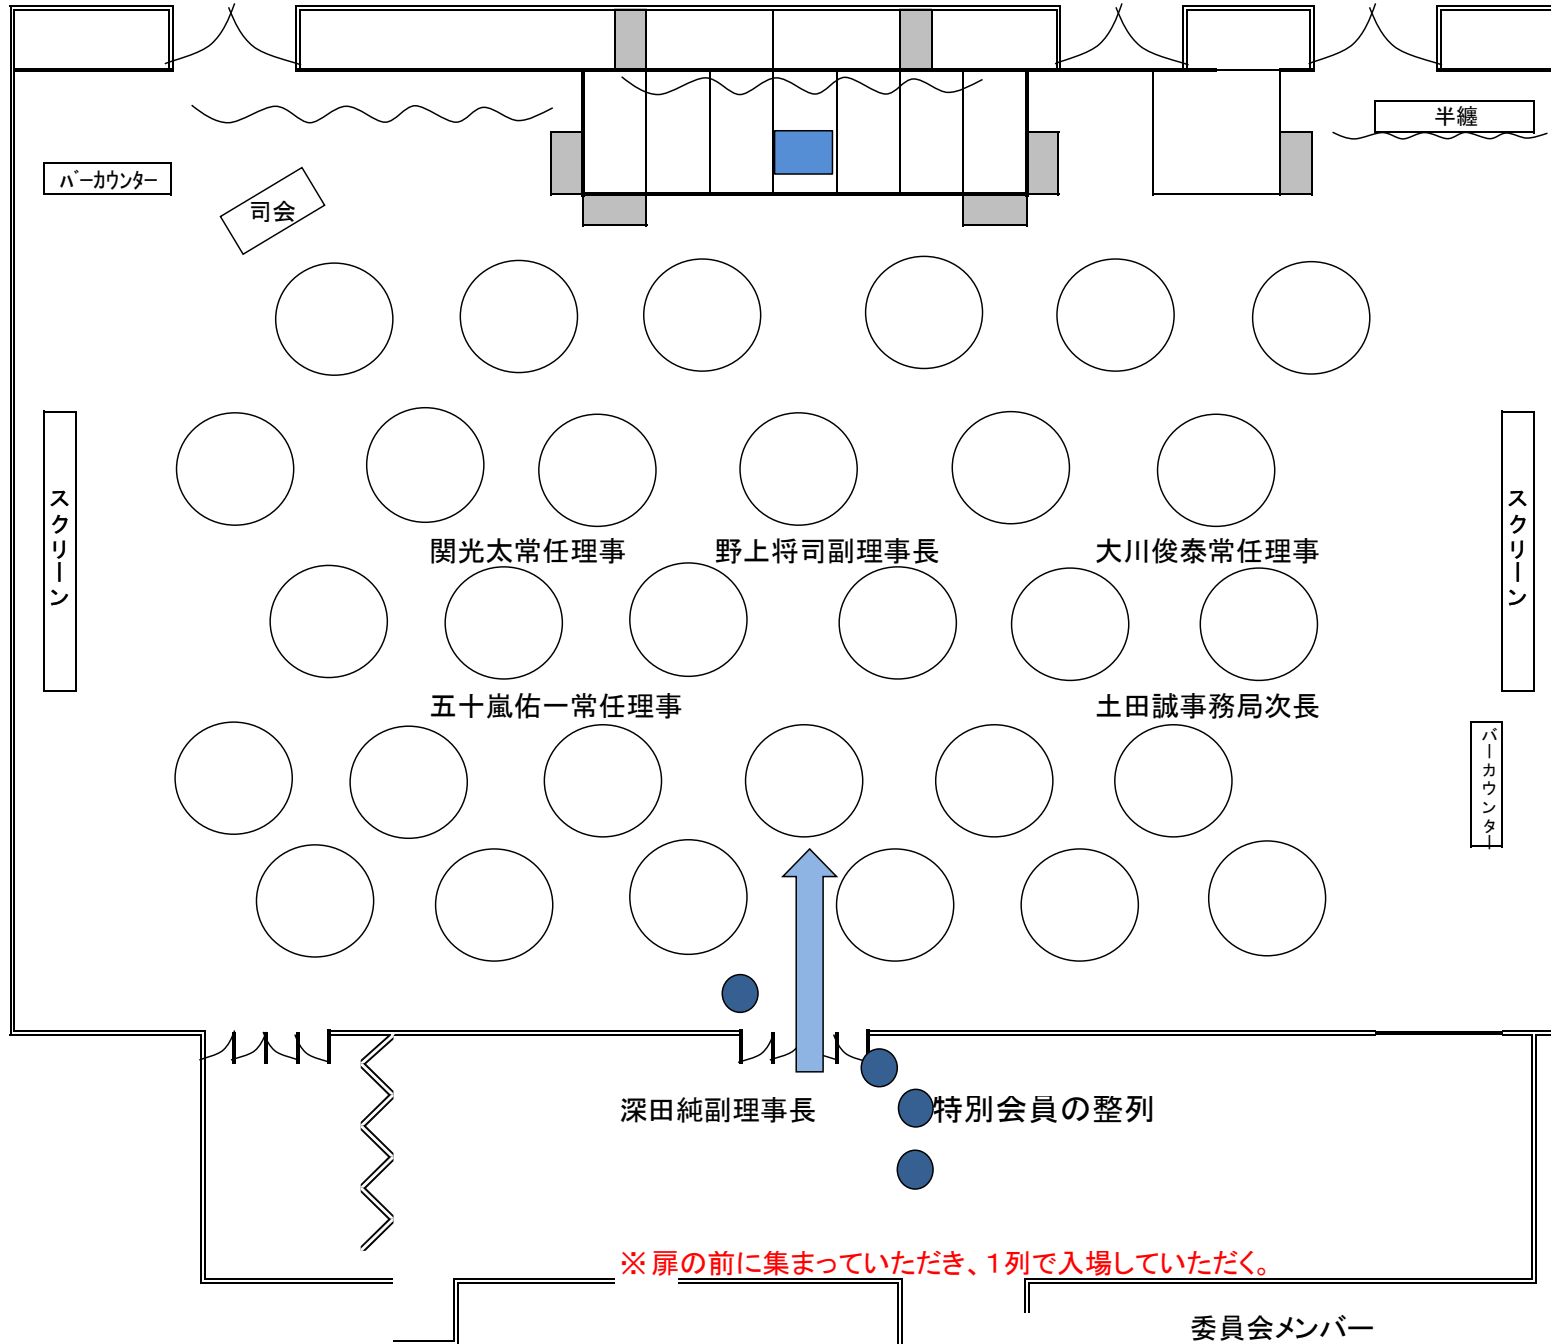 半纏
バーカウンター
司会
スクリーン
スクリーン
関光太常任理事
野上将司副理事長
大川俊泰常任理事
五十嵐佑一常任理事
土田誠事務局次長
バーカウンター
深田純副理事長
特別会員の整列
※扉の前に集まっていただき、1列で入場していただく。
委員会メンバー